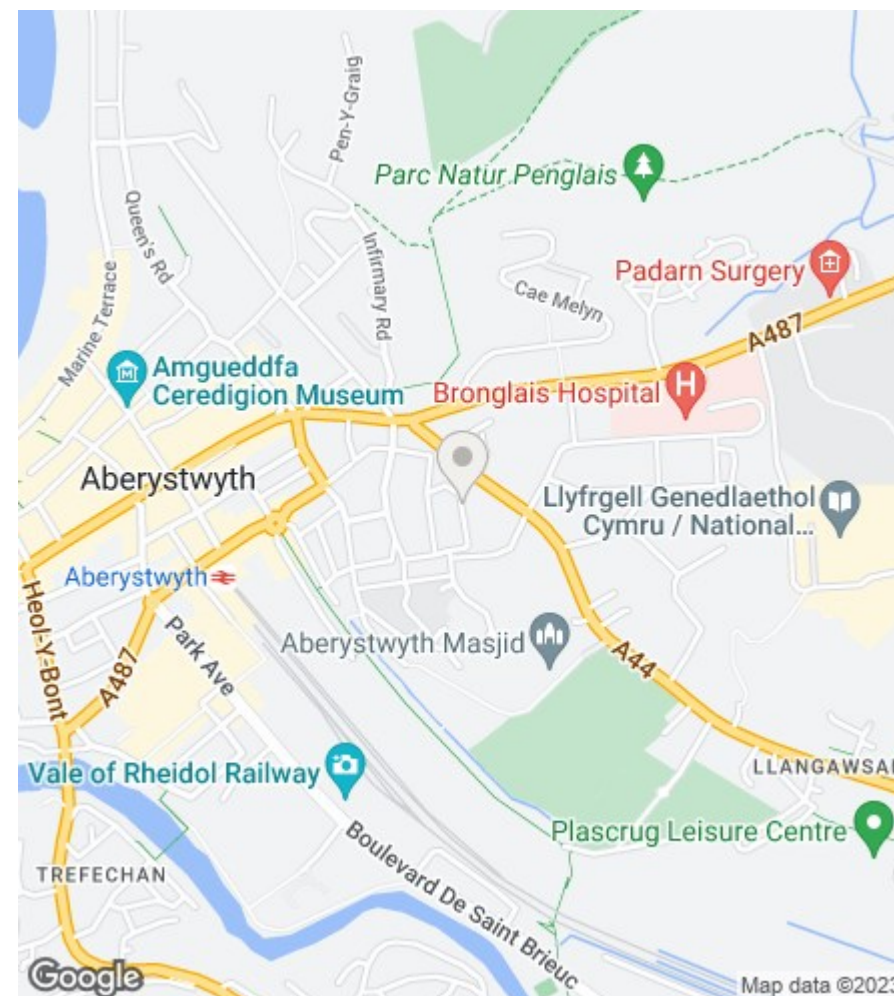 Pen-Y-Graig
Parc Natur Penglais
Queen's Rd
Infirmary Rd
Padarn Surgery
Cae Melyn
Marine Terrace
A487
Amgueddfa
Ceredigion Museum
Bronglais Hospital
H
Aberystwyth
Llyfrgell Genedlaethol
Cymru / National...
Aberystwyth
Heol-Y-Bont
A487
Park Ave
Aberystwyth Masjid
A44
Vale of Rheidol Railway
LLANGAWSA
Plascrug Leisure Centre
Boulevard De Saint Brieuc
TREFECHAN
Google
Map data ©2023